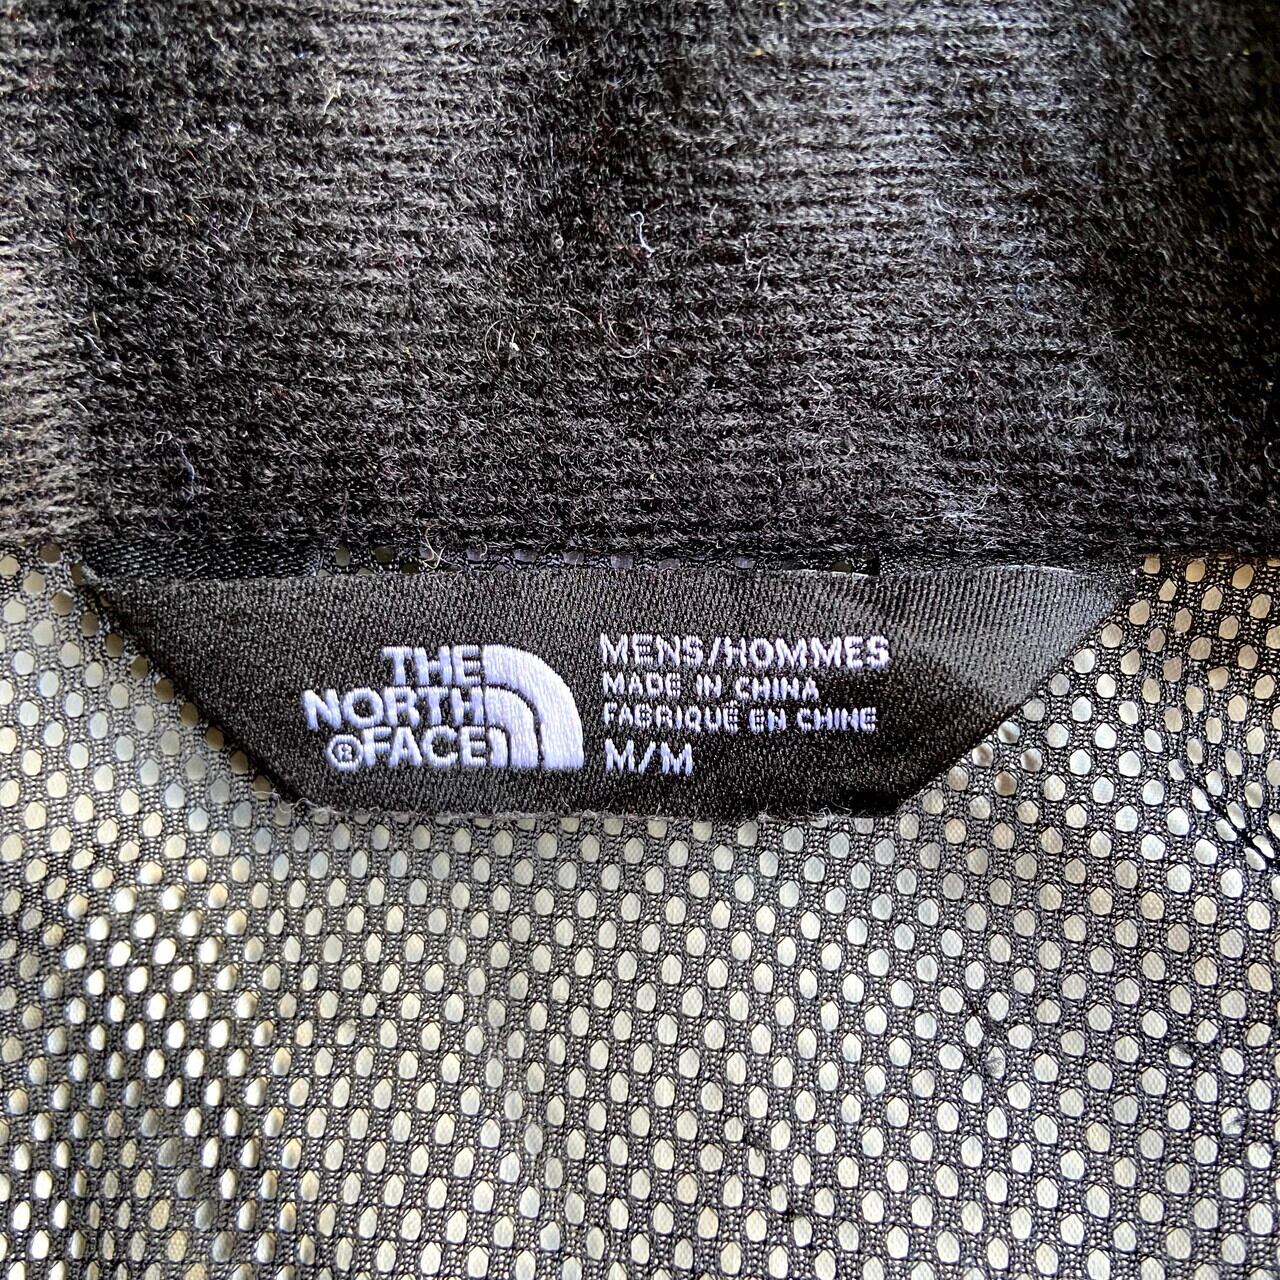 THE
NORTH
®FACE
MENS/HOMMES
MADE IN CHINA
FABRIQUÉ EN CHINE
M/M